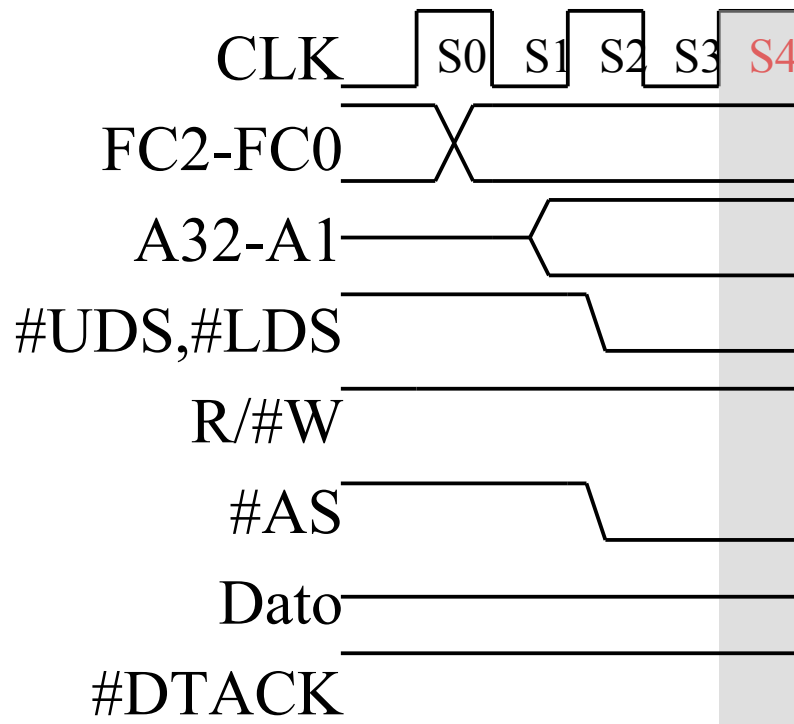 CLK S0 S1 S2 S3 S4
FC2-FC0
A32-A1
#UDS,#LDS
R/#W
#AS
Dato
#DTACK